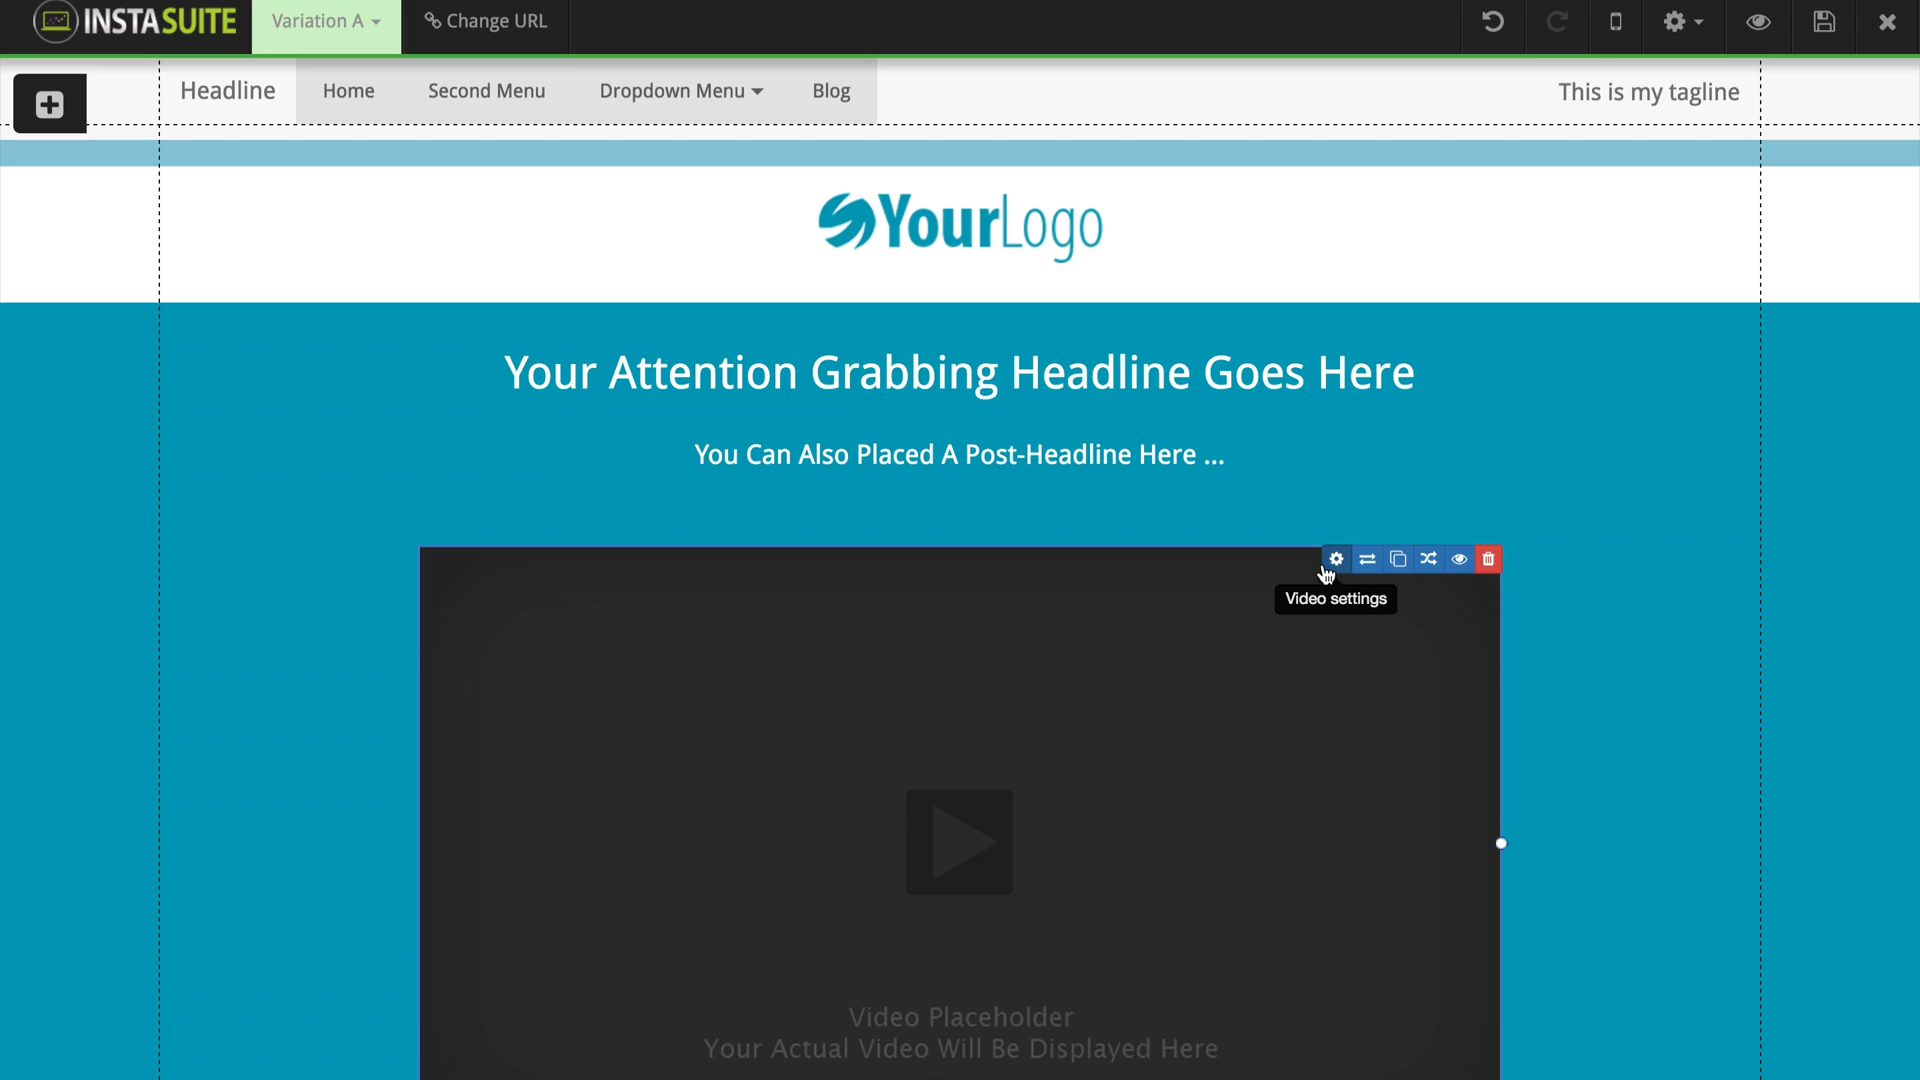 INSTASUITE Variation A Change URL
Headline Home Second Menu Dropdown Menu Blog This is my tagline
YourLogo
Your Attention Grabbing Headline Goes Here
You Can Also Placed A Post-Headline Here ...
Video settings
Video Placeholder
Your Actual Video Will Be Displayed Here